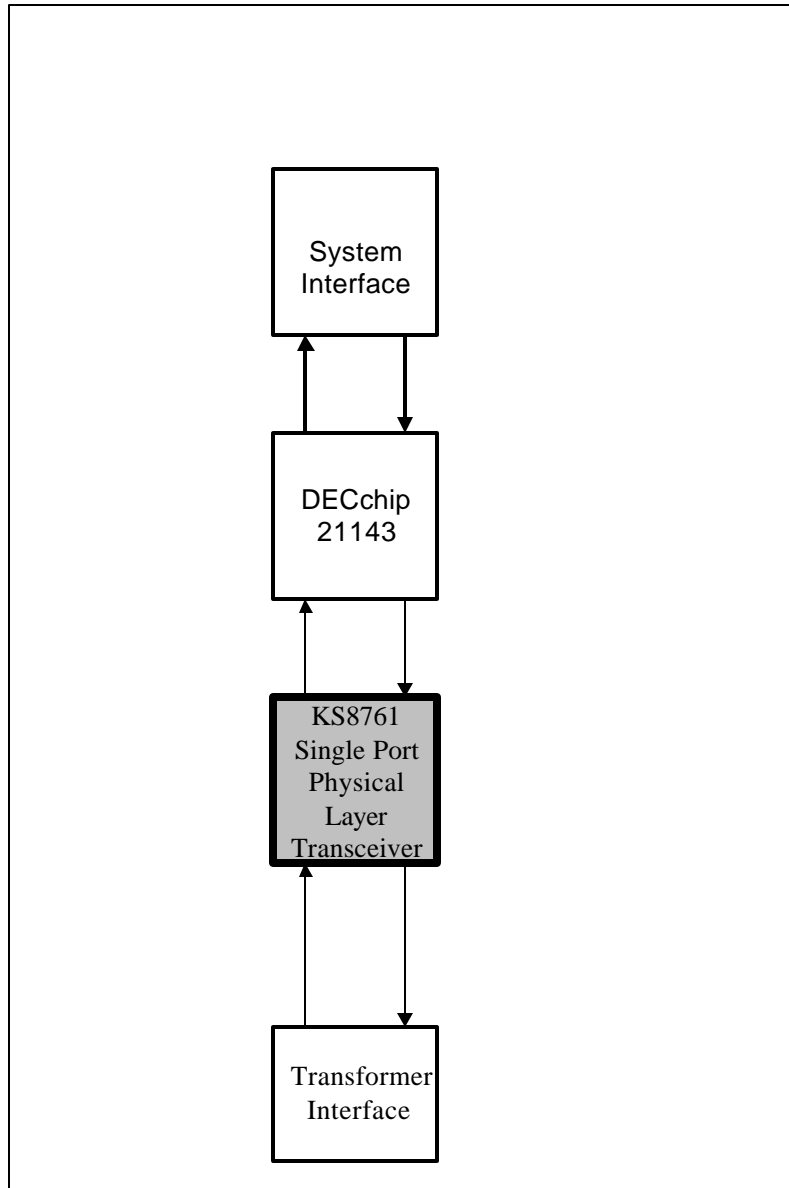 System
Interface
DECchip
21143
KS8761
Single Port
Physical
Layer
Transceiver
Transformer
Interface